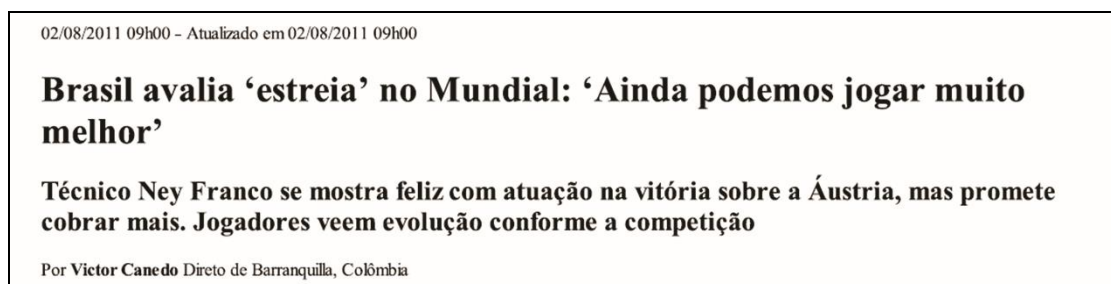 02/08/2011 09h00 – Atualizado em 02/08/2011 09h00
Brasil avalia ‘estreia’ no Mundial: ‘Ainda podemos jogar muito
melhor’
Técnico Ney Franco se mostra feliz com atuação na vitória sobre a Áustria, mas promete
cobrar mais. Jogadores veem evolução conforme a competição
Por Victor Canedo Direto de Barranquilla, Colômbia